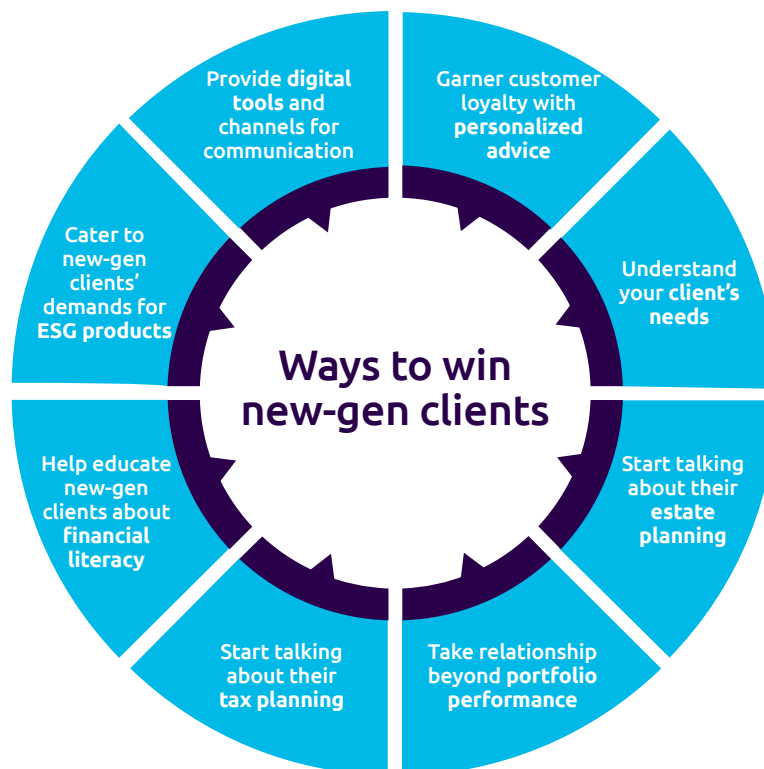 Ways to win
new-gen clients
Garner customer
loyalty with
personalized
advice
Understand
your client's
needs
Start talking
about their
estate
planning
Take relationship
beyond portfolio
performance
Start talking
about their
tax planning
Help educate
new-gen
clients about
financial
literacy
Cater to
new-gen
clients'
demands for
ESG products
Provide digital
tools and
channels for
communication